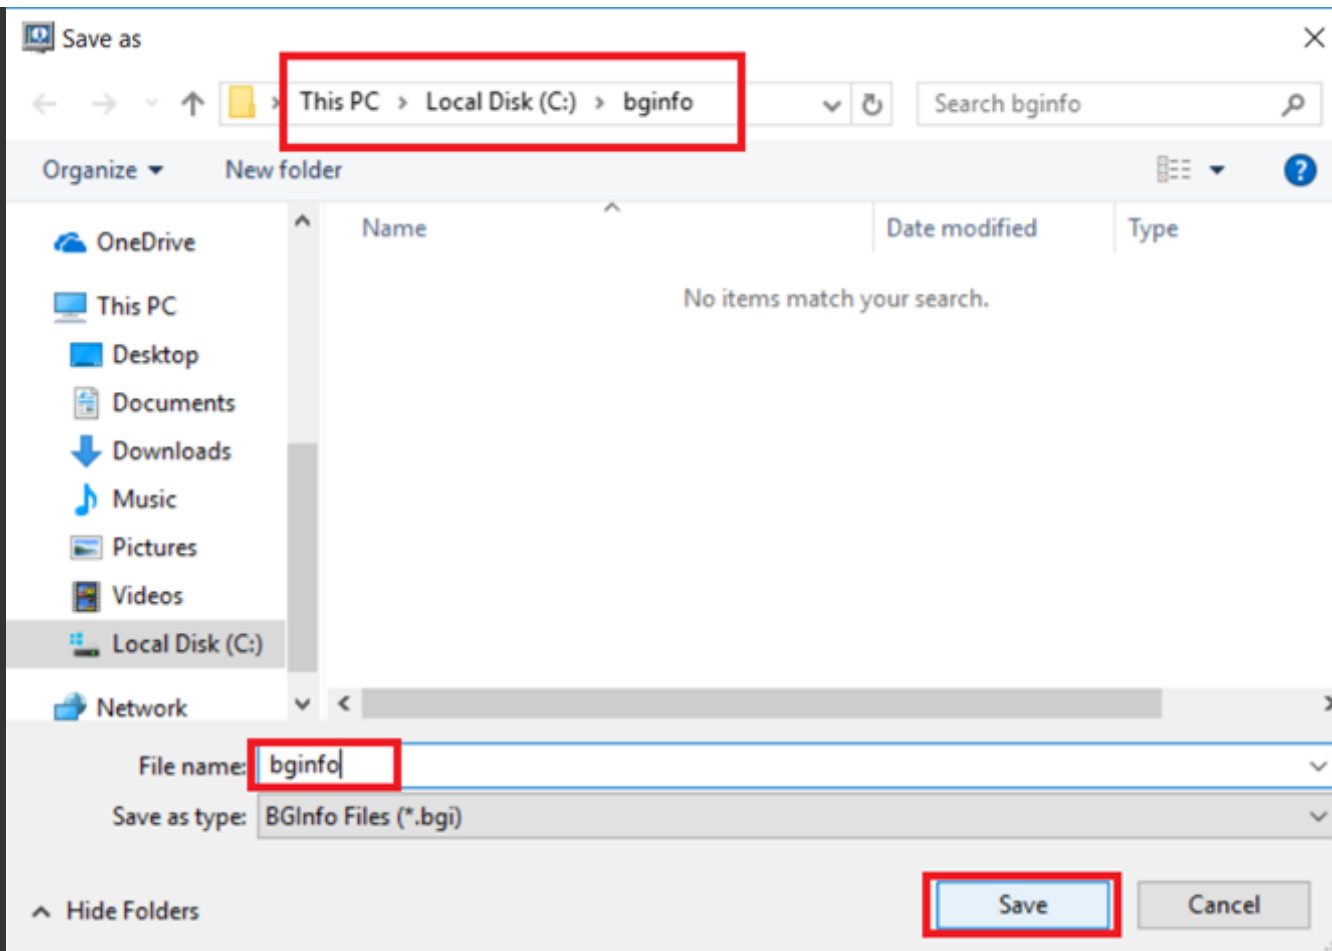 Save as
This PC > Local Disk (C:) > bginfo
Search bginfo
Organize
New folder
Name
Date modified
Type
OneDrive
No items match your search.
This PC
Desktop
Documents
Downloads
Music
Pictures
Videos
Local Disk (C:)
Network
File name: bginfo
Save as type: BGInfo Files (*.bgi)
Hide Folders
Save
Cancel